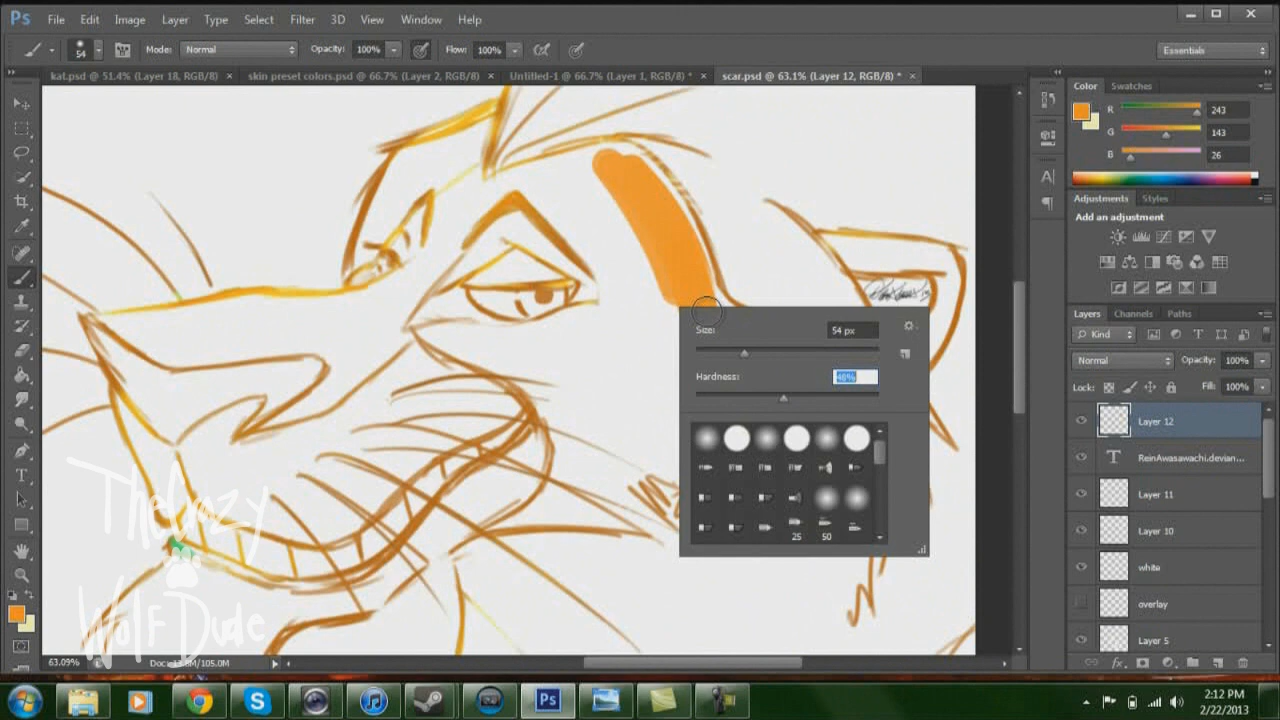 Ps File Edit Image Layer Type Select Filter 3D View Window Help
54 Mode: Normal Opacity: 100% Flow: 100% Essentials
kat.psd @ 51.4% (Layer 18, RGB/8) × skin preset colors.psd @ 66.7% (Layer 2, RGB/8) × Untitled-1 @ 66.7% (Layer 1, RGB/8) * × scar.psd @ 63.1% (Layer 12, RGB/8) * ×
Color Swatches
R 243
G 143
B 26
Adjustments Styles
Add an adjustment
Layers Channels Paths
Kind
Normal Opacity: 100%
Lock: Fill: 100%
Layer 12
ReinAwasawachi.devian...
Layer 11
Layer 10
white
overlay
Layer 5
Size: 54 px
Hardness: 48%
25 50
TheCrazy
Wolf Dude
63.09% Doc: 13.8M/105.0M
Ps
2:12 PM
2/22/2013